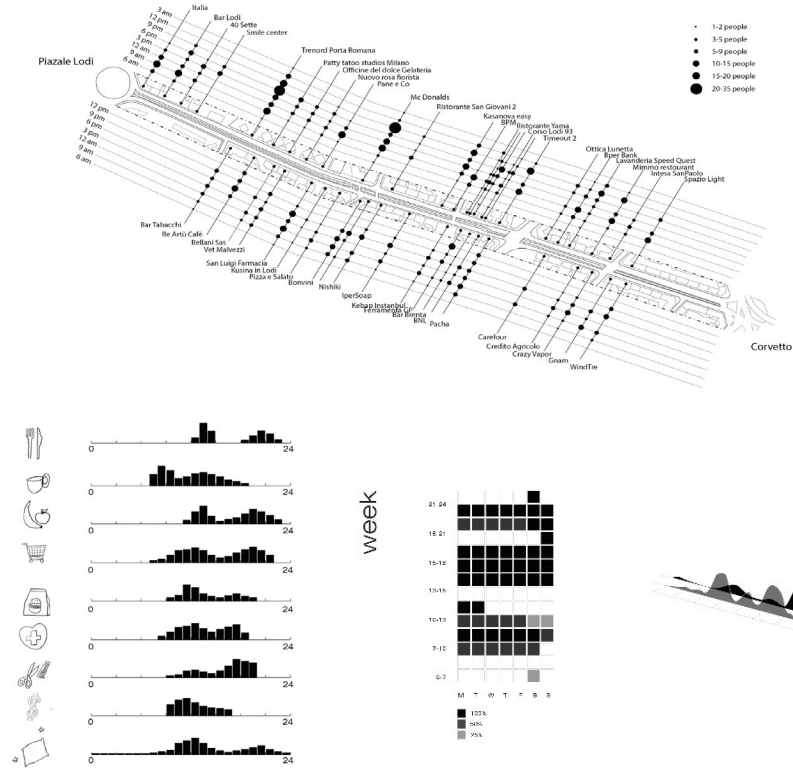 3 am
12 pm
9 pm
6 pm
3 pm
12 am
9 am
6 am
Italia
Bar Lodi
40 Sette
Smile center
Trenord Porta Romana
Patty tatoo studios Milano
Officine del dolce Gelateria
Nuovo rosa fiorista
Pane e Co
Mc Donalds
Ristorante San Giovani 2
Kasanova easy
BPM
Ristorante Yama
Corso Lodi 93
Timeout 2
Ottica Lunetta
Bper Bank
Lavanderia Speed Quest
Mimmo restourant
Intesa SanPaolo
Spazio Light
1-2 people
3-5 people
5-9 people
10-15 people
15-20 people
20-35 people
Piazale Lodi
12 pm
9 pm
6 pm
3 pm
12 am
9 am
6 am
Bar Tabacchi
Re Artù Cafè
Bellani Sas
Vet Malvezzi
San Luigi Farmacia
Kusina in Lodi
Pizza e Salato
Bonvini
Nishiki
IperSoap
Kebap Instanbul
Ferramenta GP
Bar Brenta
BNL
Pacha
Carefour
Credito Agricolo
Crazy Vapor
Gnam
WindTre
Corvetto
0 24
0 24
0 24
0 24
0 24
0 24
0 24
0 24
0 24
week
21-24
18-21
15-18
13-15
10-13
7-10
6-7
M T W T F S S
100%
50%
25%